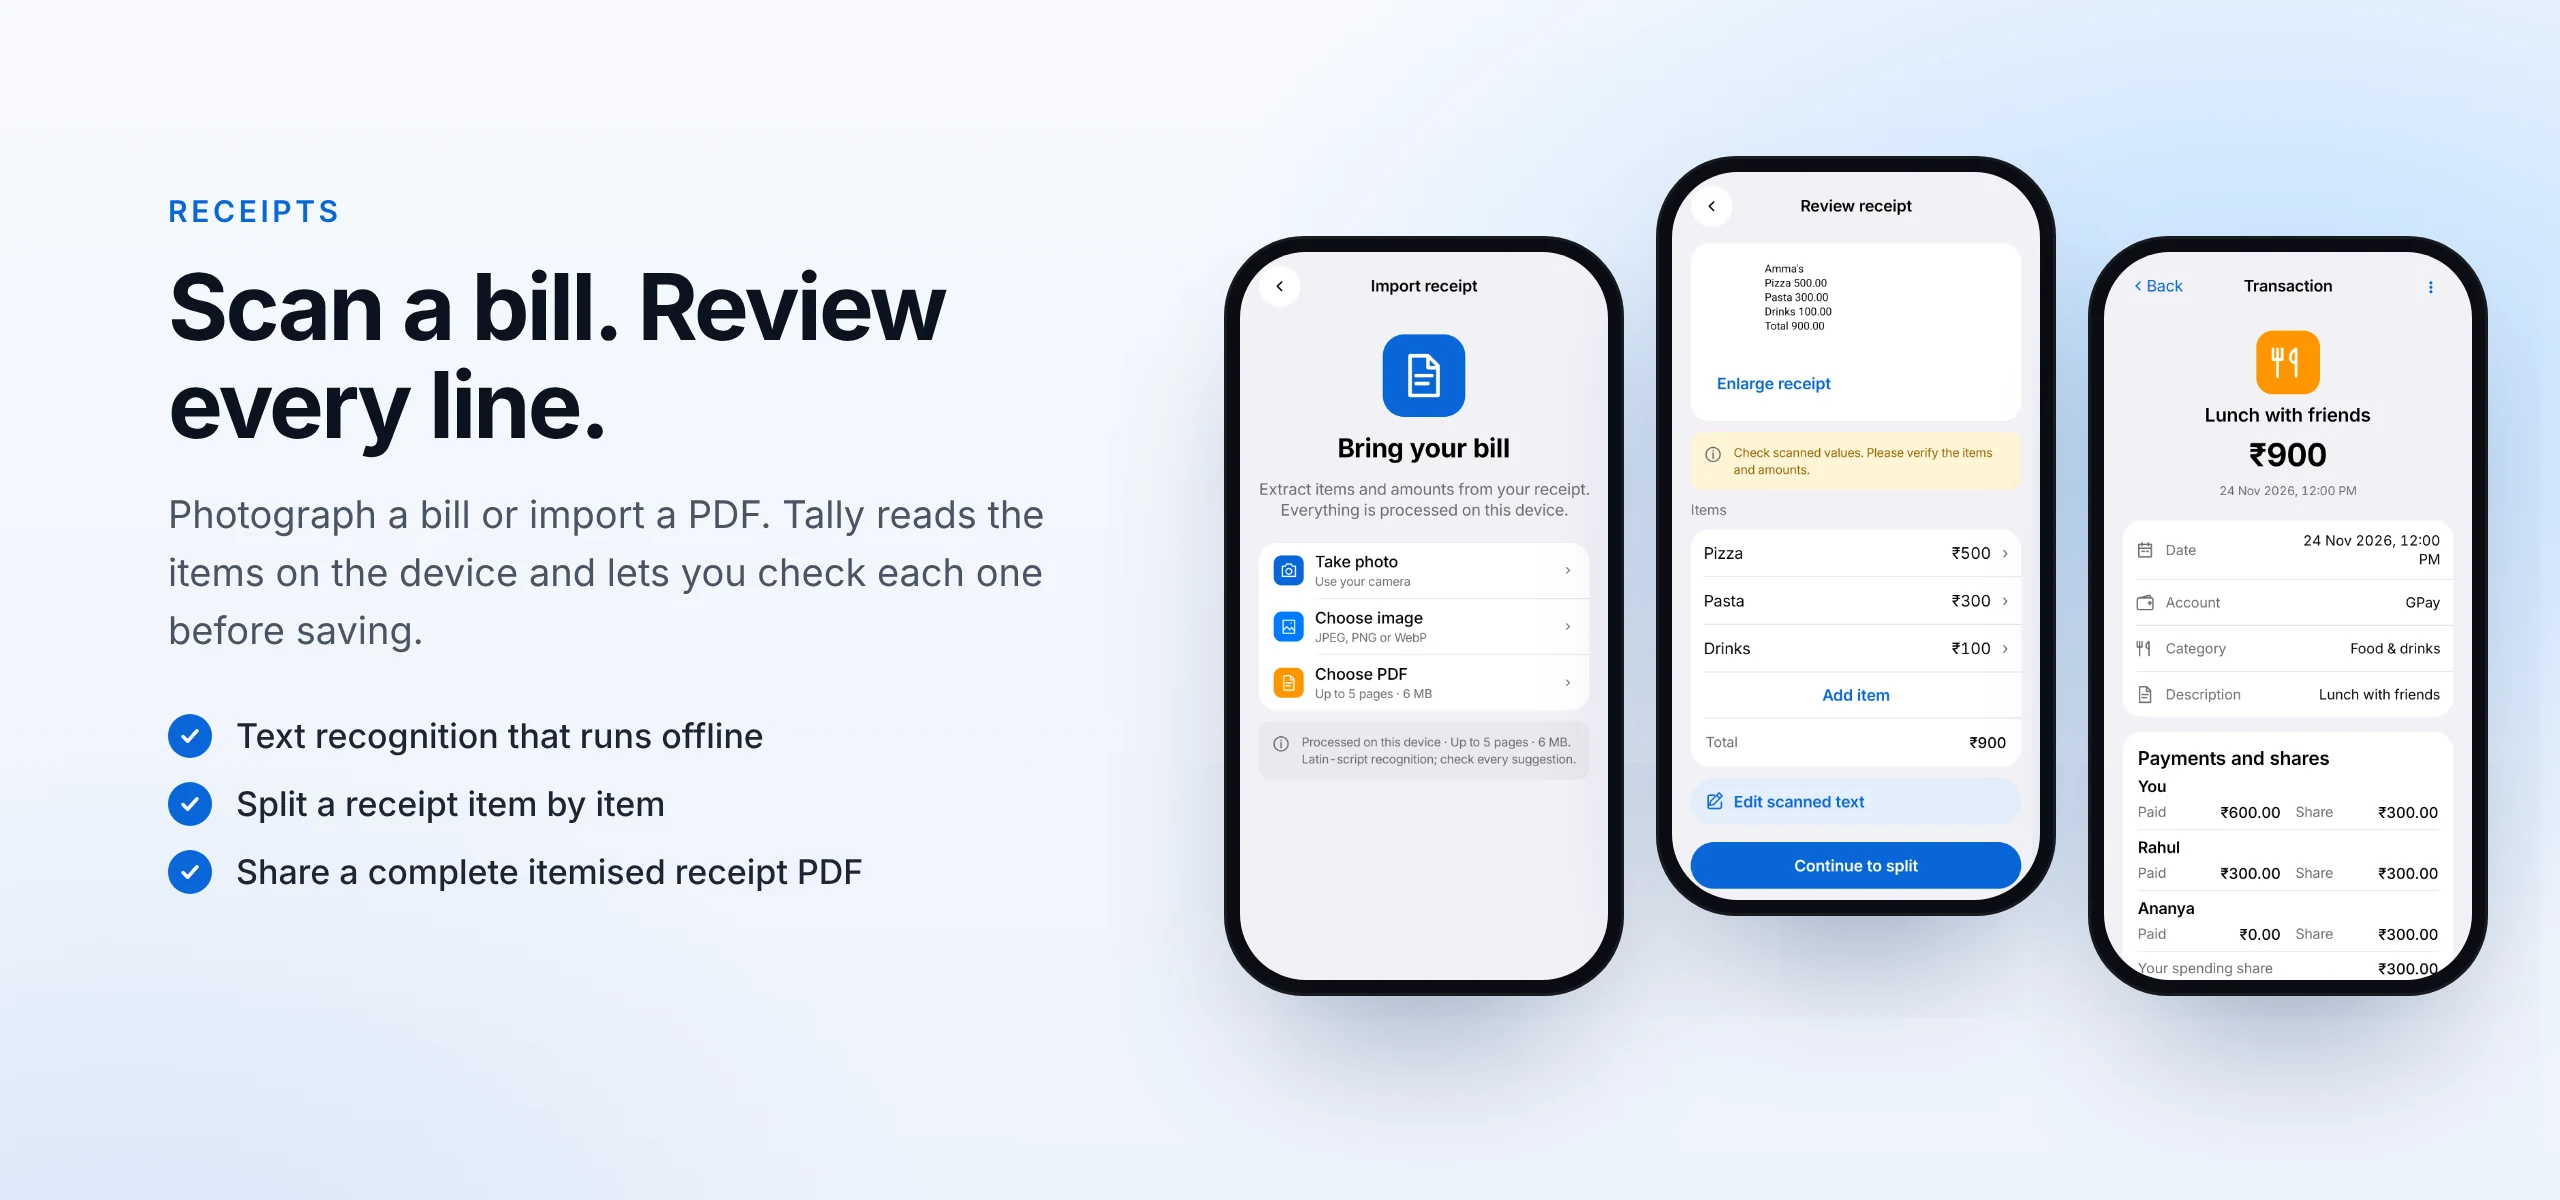 RECEIPTS
Scan a bill. Review
every line.
Photograph a bill or import a PDF. Tally reads the
items on the device and lets you check each one
before saving.
Text recognition that runs offline
Split a receipt item by item
Share a complete itemised receipt PDF
Import receipt
Bring your bill
Extract items and amounts from your receipt.
Everything is processed on this device.
Take photo
Use your camera
Choose image
JPEG, PNG or WebP
Choose PDF
Up to 5 pages · 6 MB
Processed on this device · Up to 5 pages · 6 MB.
Latin-script recognition; check every suggestion.
Review receipt
Amma's
Pizza 500.00
Pasta 300.00
Drinks 100.00
Total 900.00
Enlarge receipt
Check scanned values. Please verify the items
and amounts.
Items
Pizza ₹500
Pasta ₹300
Drinks ₹100
Add item
Total ₹900
Edit scanned text
Continue to split
Back Transaction
Lunch with friends
₹900
24 Nov 2026, 12:00 PM
Date 24 Nov 2026, 12:00
PM
Account GPay
Category Food & drinks
Description Lunch with friends
Payments and shares
You
Paid ₹600.00 Share ₹300.00
Rahul
Paid ₹300.00 Share ₹300.00
Ananya
Paid ₹0.00 Share ₹300.00
Your spending share ₹300.00